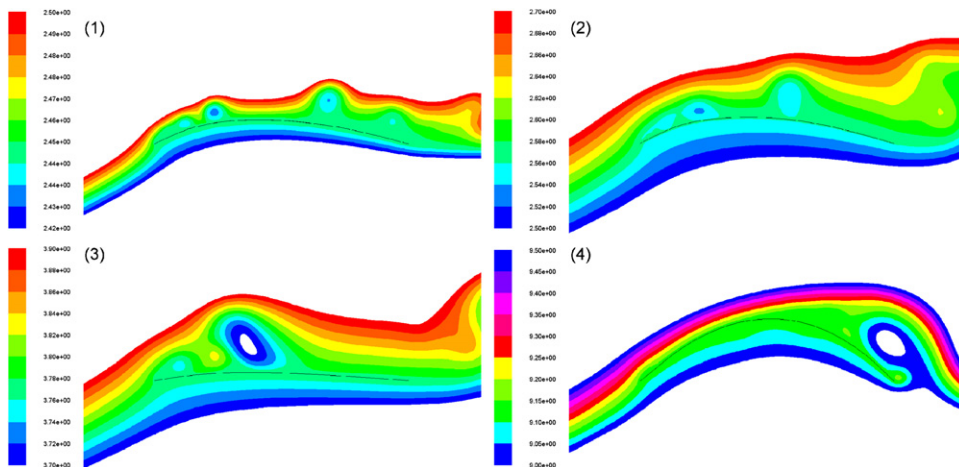 (1)
2.50e+00
2.49e+00
2.48e+00
2.48e+00
2.47e+00
2.46e+00
2.45e+00
2.44e+00
2.44e+00
2.43e+00
2.42e+00
(2)
2.70e+00
2.68e+00
2.66e+00
2.64e+00
2.62e+00
2.60e+00
2.58e+00
2.56e+00
2.54e+00
2.52e+00
2.50e+00
(3)
3.90e+00
3.88e+00
3.86e+00
3.84e+00
3.82e+00
3.80e+00
3.78e+00
3.76e+00
3.74e+00
3.72e+00
3.70e+00
(4)
9.50e+00
9.45e+00
9.40e+00
9.35e+00
9.30e+00
9.25e+00
9.20e+00
9.15e+00
9.10e+00
9.05e+00
9.00e+00